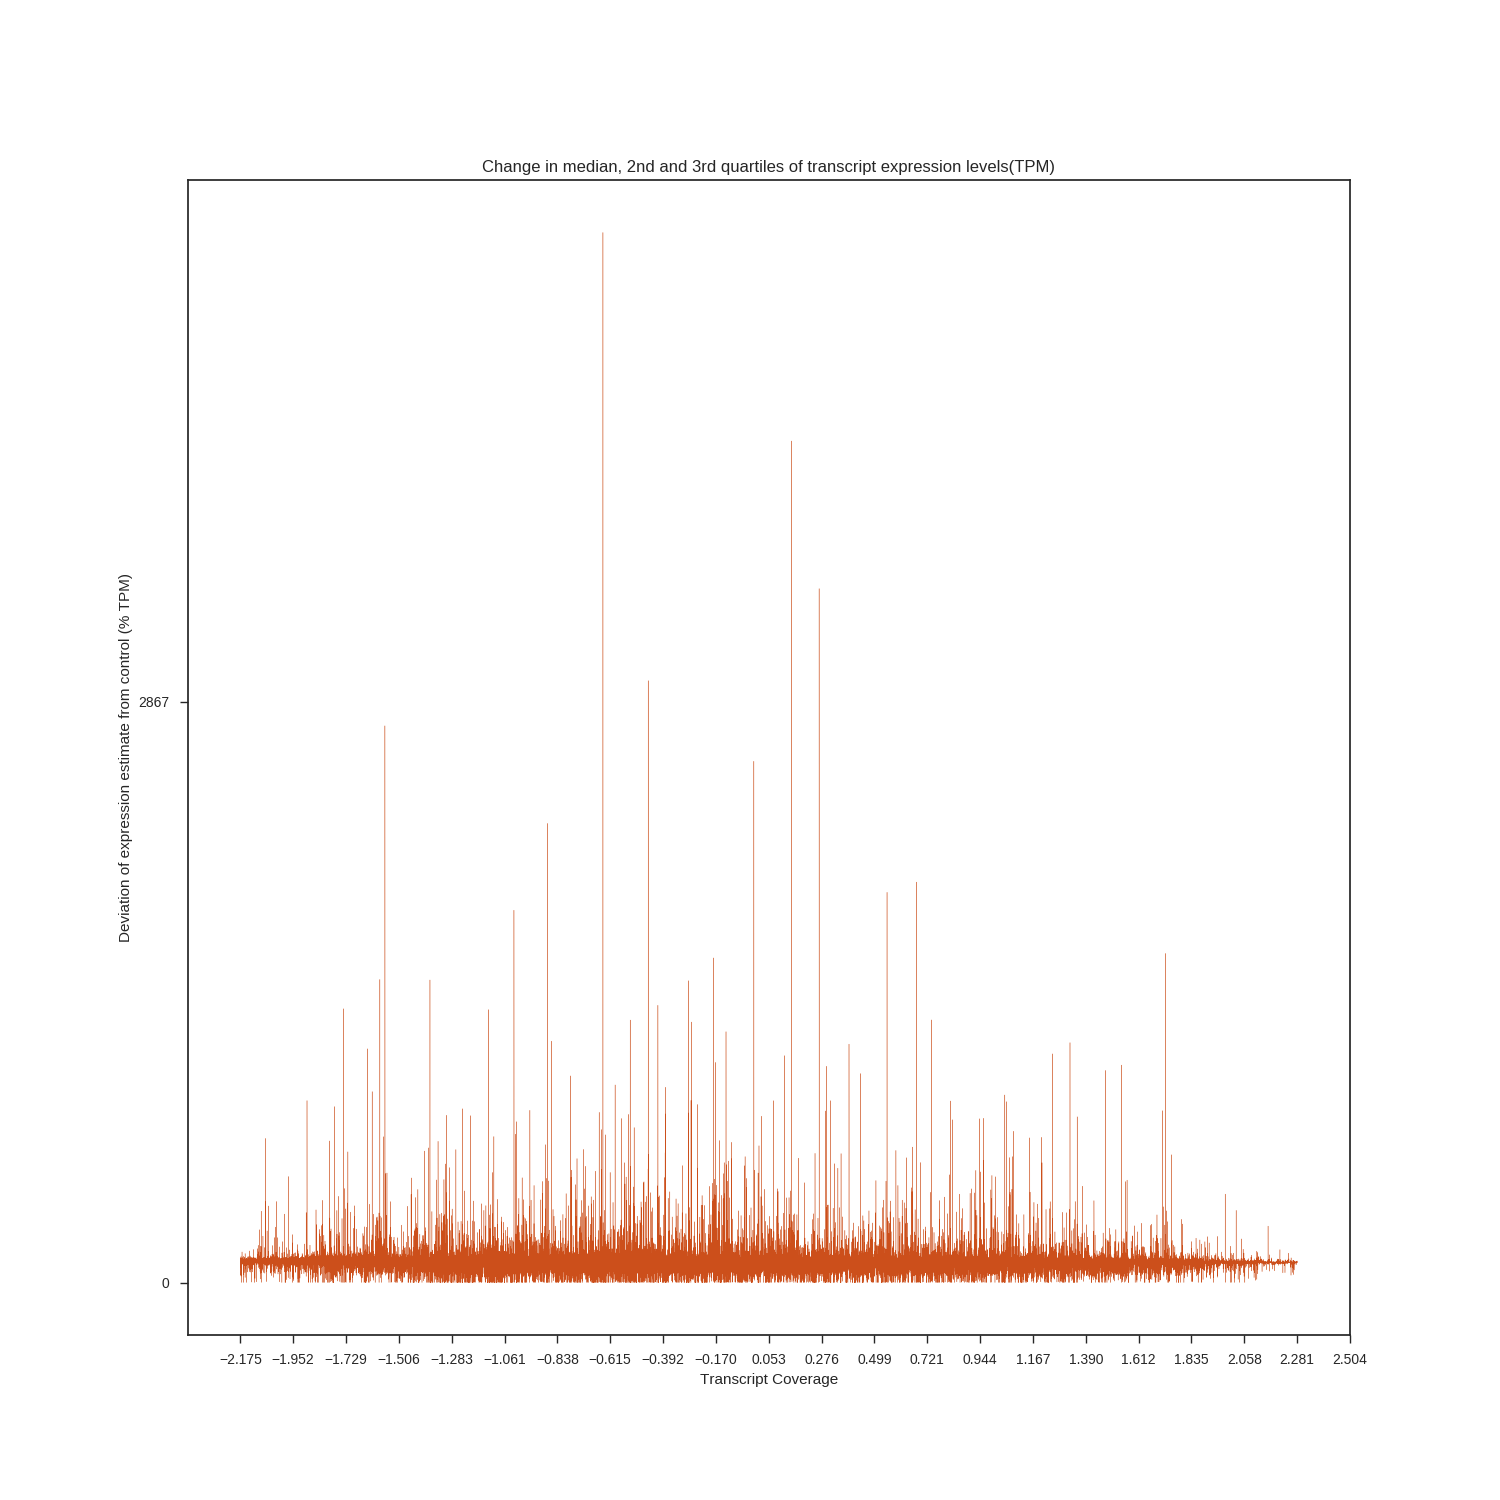 Change in median, 2nd and 3rd quartiles of transcript expression levels(TPM)
Deviation of expression estimate from control (% TPM)
2867
0
−2.175 −1.952 −1.729 −1.506 −1.283 −1.061 −0.838 −0.615 −0.392 −0.170 0.053 0.276 0.499 0.721 0.944 1.167 1.390 1.612 1.835 2.058 2.281 2.504
Transcript Coverage